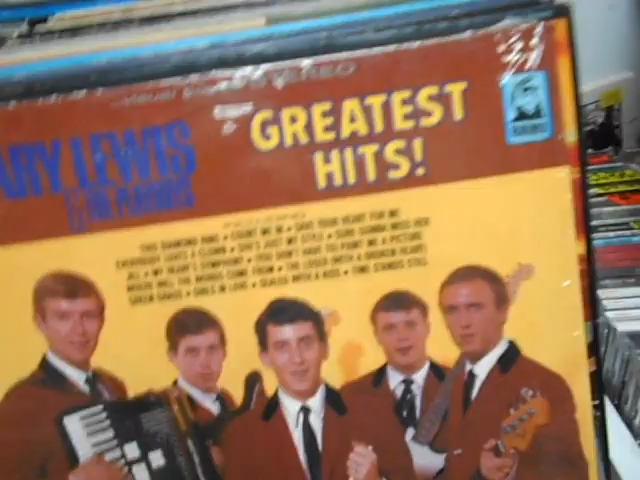 STEREO
ARY LEWIS
GREATEST
HITS!
THIS DIAMOND RING • COUNT ME IN • SAVE YOUR HEART FOR ME
EVERYBODY LOVES A CLOWN • SHE'S JUST MY STYLE • SURE GONNA MISS HER
ALL • MY HEART'S SYMPHONY • YOU DON'T HAVE TO PAINT ME A PICTURE
WHERE WILL THE WORDS COME FROM • THE LOSER WITH A BROKEN HEART
GREEN GRASS • GIRLS IN LOVE • SEALED WITH A KISS • TIME STANDS STILL